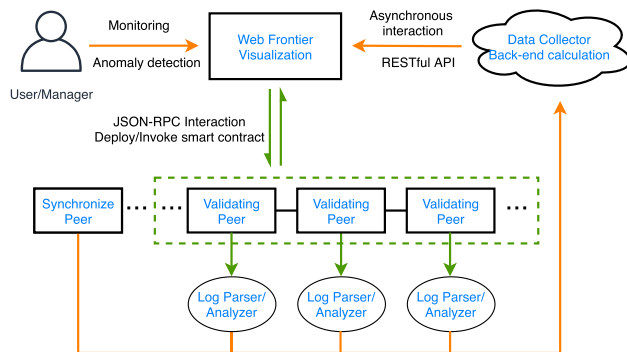 Monitoring
Anomaly detection
User/Manager
Web Frontier
Visualization
Asynchronous
interaction
RESTful API
Data Collector
Back-end calculation
JSON-RPC Interaction
Deploy/Invoke smart contract
Synchronize
Peer
...
...
Validating
Peer
Validating
Peer
Validating
Peer
...
Log Parser/
Analyzer
Log Parser/
Analyzer
Log Parser/
Analyzer